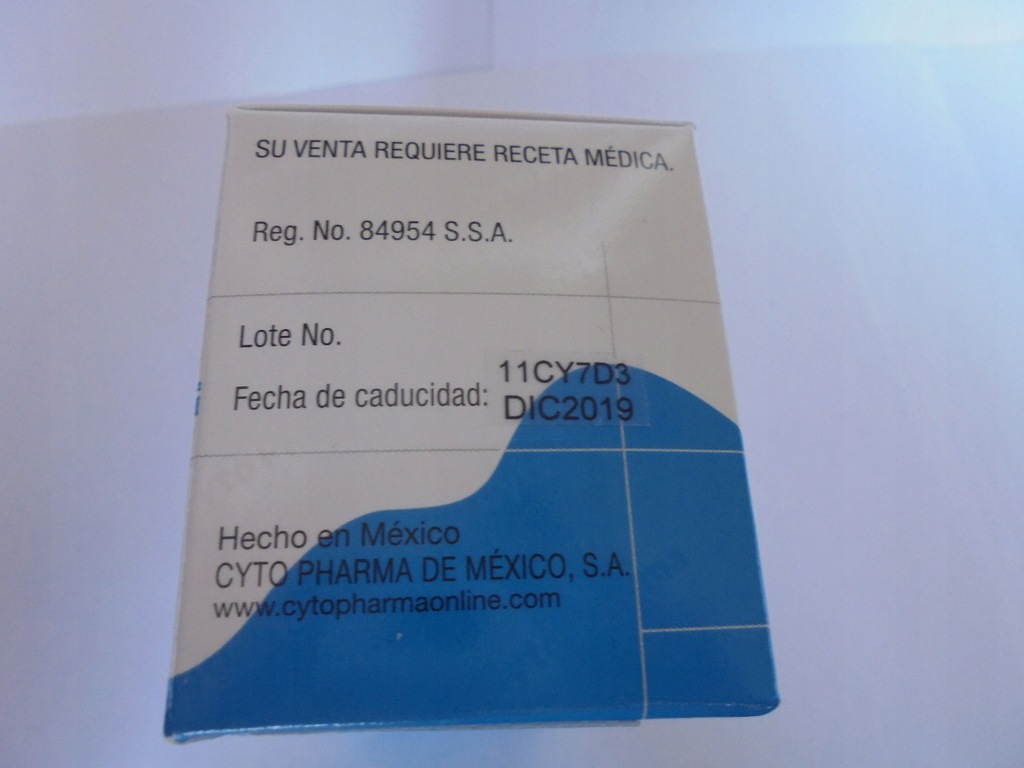 SU VENTA REQUIERE RECETA MÉDICA.
Reg. No. 84954 S.S.A.
Lote No.
11CY7D3
Fecha de caducidad:
DIC2019
Hecho en México
CYTO PHARMA DE MÉXICO, S.A.
www.cytopharmaonline.com